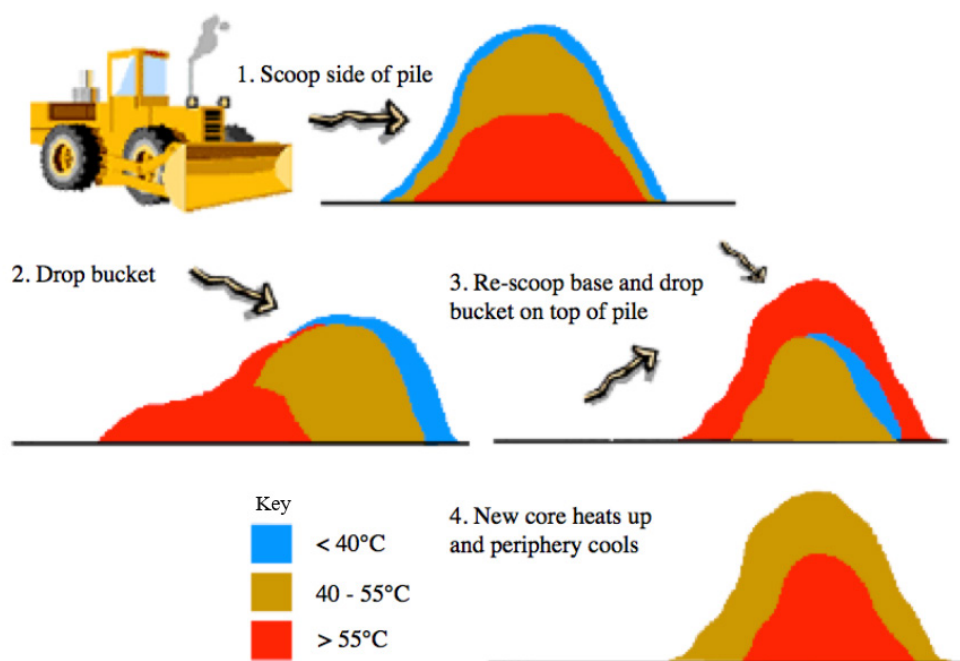 1. Scoop side of pile
2. Drop bucket
3. Re-scoop base and drop
bucket on top of pile
Key
< 40°C
40 - 55°C
> 55°C
4. New core heats up
and periphery cools